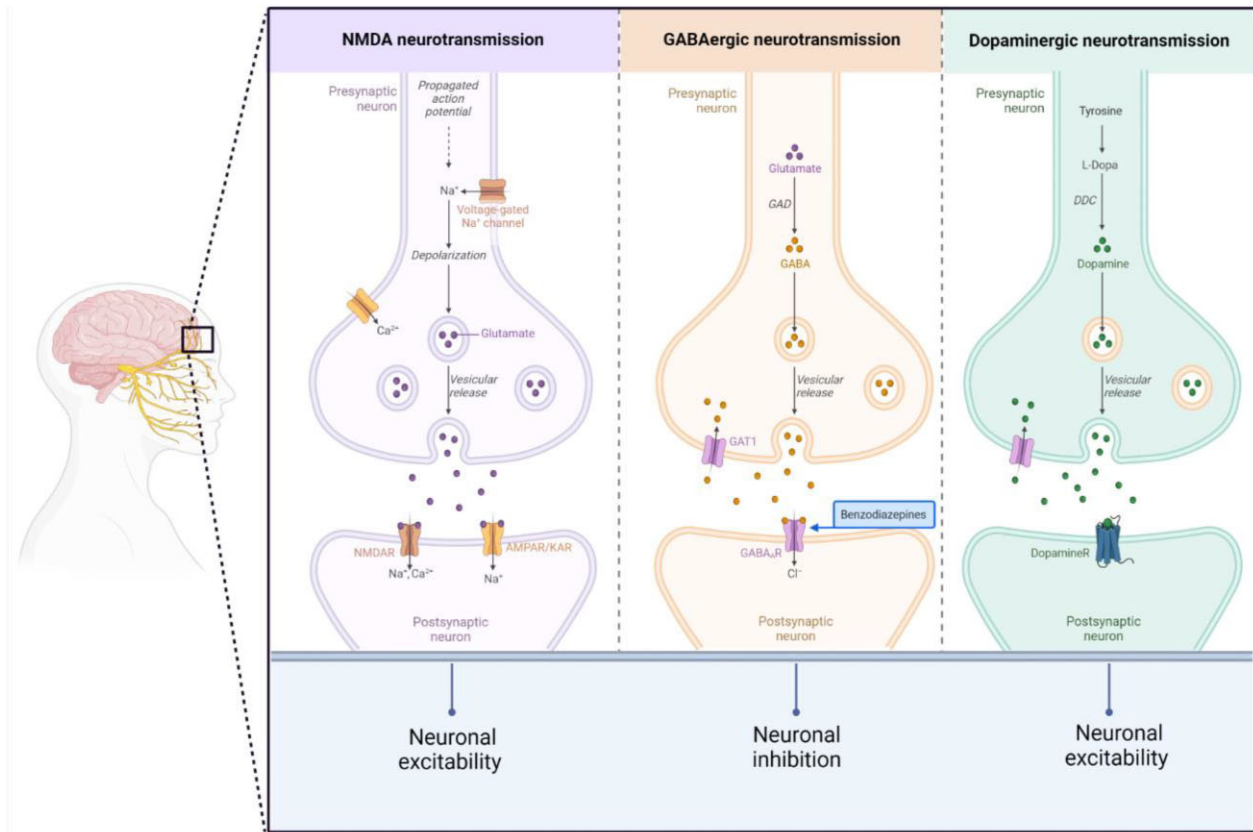 NMDA neurotransmission
Presynaptic
neuron
Propagated
action
potential
Na⁺
Voltage-gated
Na⁺ channel
Depolarization
Ca²⁺
Glutamate
Vesicular
release
NMDAR
AMPAR/KAR
Na⁺, Ca²⁺
Na⁺
Postsynaptic
neuron
Neuronal
excitability
GABAergic neurotransmission
Presynaptic
neuron
Glutamate
GAD
GABA
Vesicular
release
GAT1
Benzodiazepines
GABAₐR
Cl⁻
Postsynaptic
neuron
Neuronal
inhibition
Dopaminergic neurotransmission
Presynaptic
neuron
Tyrosine
L-Dopa
DDC
Dopamine
Vesicular
release
DopamineR
Postsynaptic
neuron
Neuronal
excitability